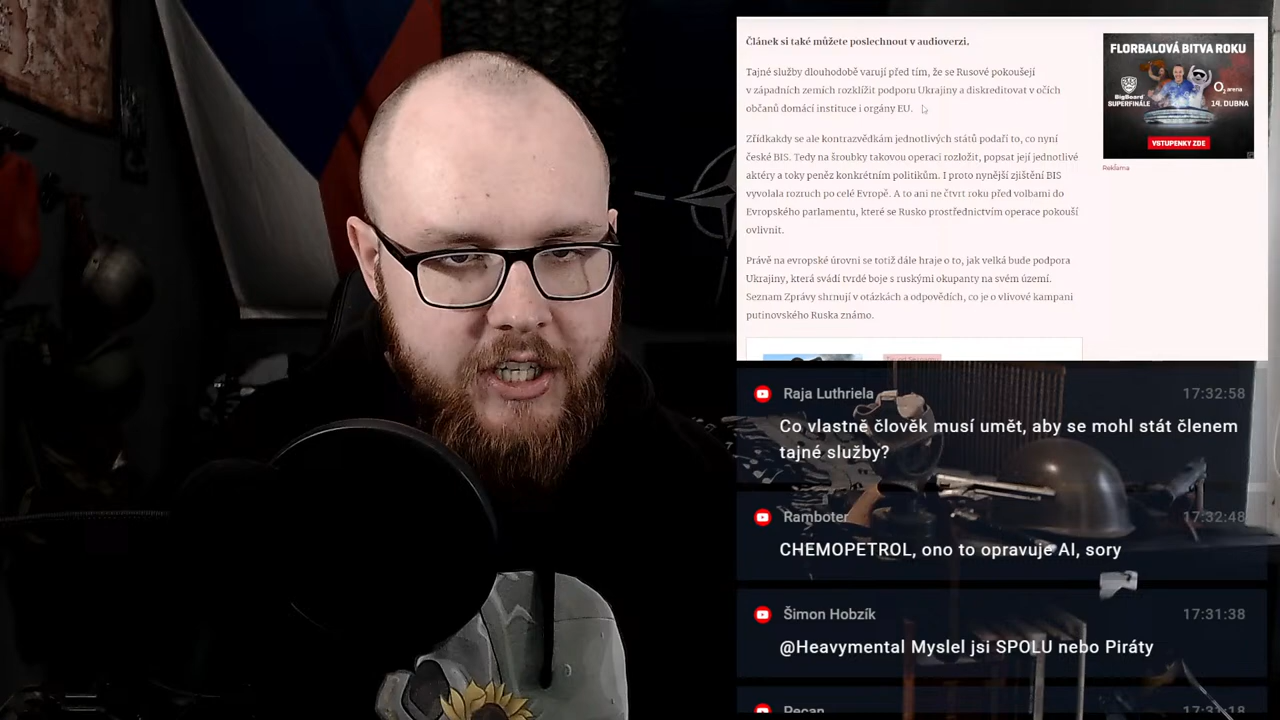 Článek si také můžete poslechnout v audioverzi.
Tajné služby dlouhodobě varují před tím, že se Rusové pokoušejí
v západních zemích rozklížit podporu Ukrajiny a diskreditovat v očích
občanů domácí instituce i orgány EU.
Zřídkakdy se ale kontrazvědkám jednotlivých států podaří to, co nyní
české BIS. Tedy na šroubky takovou operaci rozložit, popsat její jednotlivé
aktéry a toky peněz konkrétním politikům. I proto nynější zjištění BIS
vyvolala rozruch po celé Evropě. A to ani ne čtvrt roku před volbami do
Evropského parlamentu, které se Rusko prostřednictvím operace pokouší
ovlivnit.
Právě na evropské úrovni se totiž dále hraje o to, jak velká bude podpora
Ukrajiny, která svádí tvrdé boje s ruskými okupanty na svém území.
Seznam Zprávy shrnují v otázkách a odpovědích, co je o vlivové kampani
putinovského Ruska známo.
FLORBALOVÁ BITVA ROKU
BigBoard
SUPERFINÁLE
O2 arena
14. DUBNA
VSTUPENKY ZDE
Reklama
Raja Luthriela 17:32:58
Co vlastně člověk musí umět, aby se mohl stát členem
tajné služby?
Ramboter 17:32:48
CHEMOPETROL, ono to opravuje AI, sory
Šimon Hobzík 17:31:38
@Heavymental Myslel jsi SPOLU nebo Piráty
Pecan 17:31:18